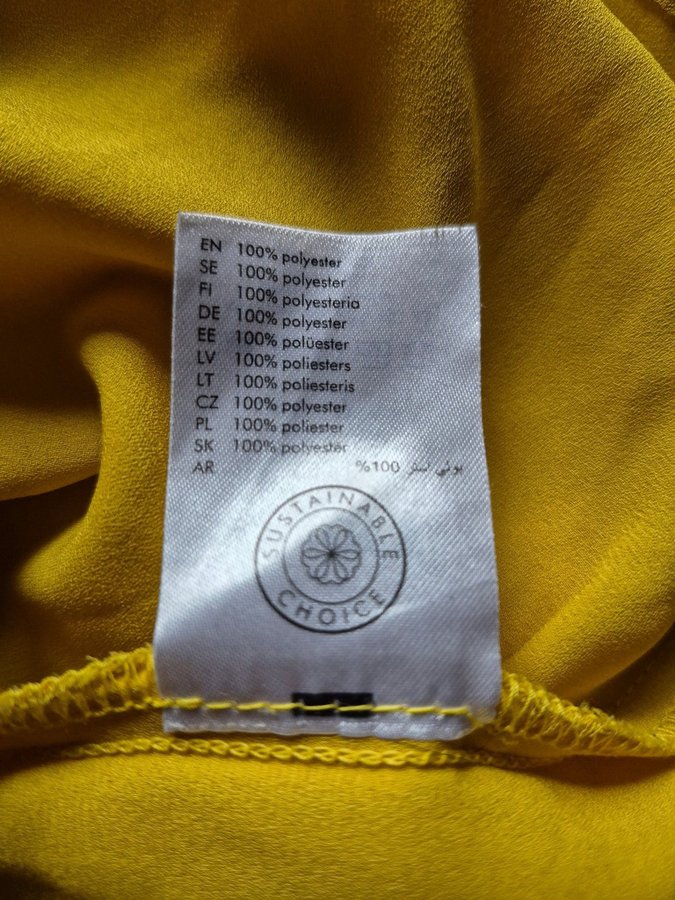 EN 100% polyester
SE 100% polyester
FI 100% polyesteria
DE 100% polyester
EE 100% polüester
LV 100% poliesters
LT 100% poliesteris
CZ 100% polyester
PL 100% poliester
SK 100% polyestér
AR بولي استر 100%
SUSTAINABLE
CHOICE